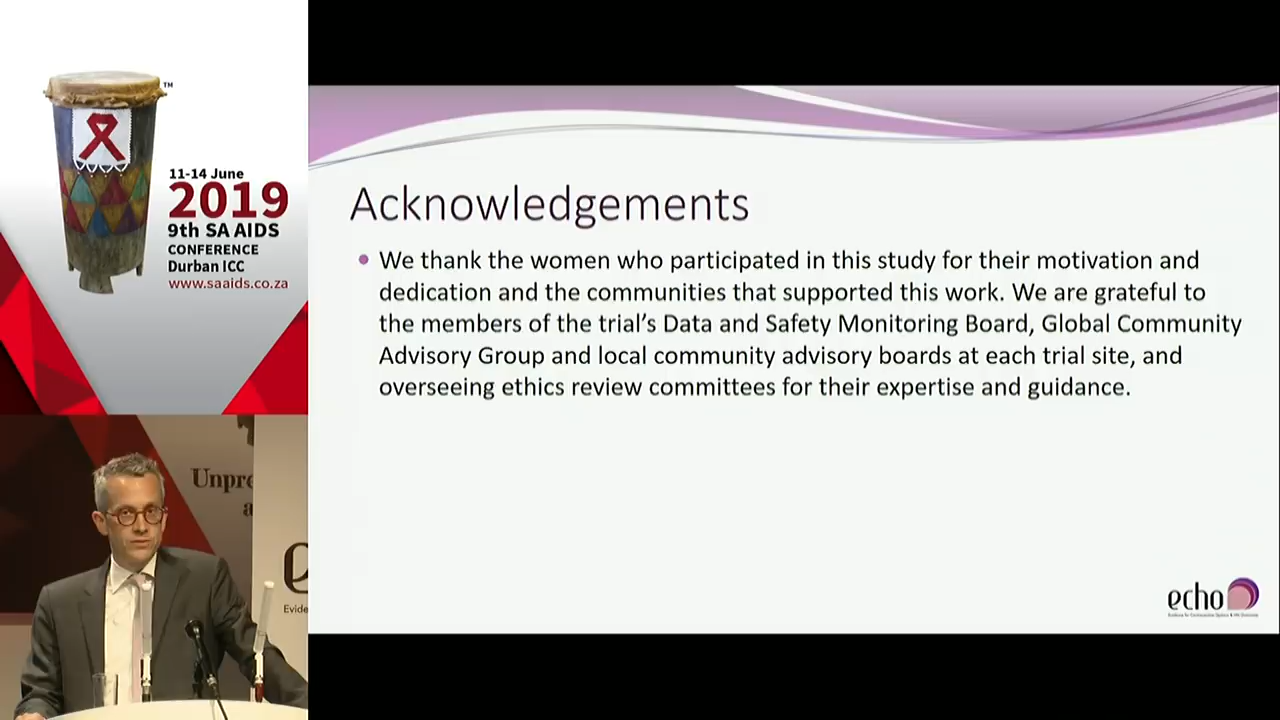 TM
11-14 June
2019
9th SA AIDS
CONFERENCE
Durban ICC
www.saaids.co.za
Acknowledgements
We thank the women who participated in this study for their motivation and
dedication and the communities that supported this work. We are grateful to
the members of the trial’s Data and Safety Monitoring Board, Global Community
Advisory Group and local community advisory boards at each trial site, and
overseeing ethics review committees for their expertise and guidance.
echo
Unpro
a
e
Evide